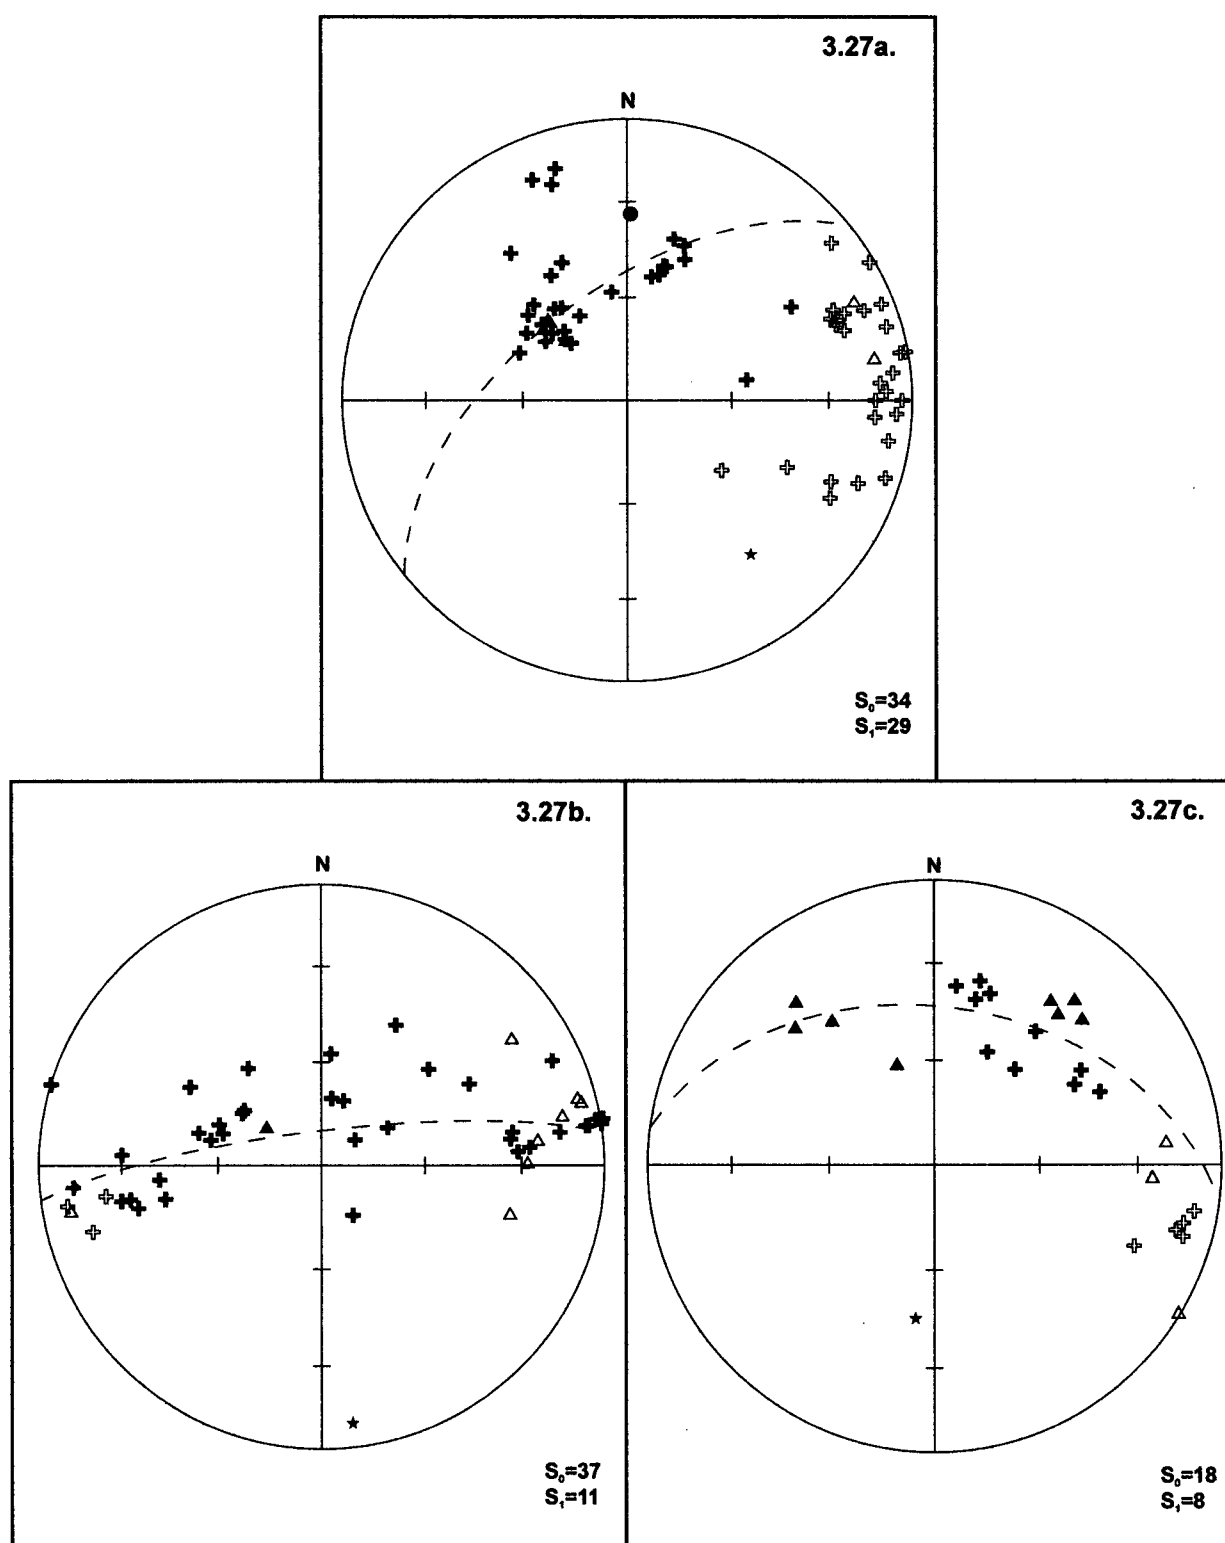 3.27a.
N
S₀=34
S₁=29
3.27b.
N
S₀=37
S₁=11
3.27c.
N
S₀=18
S₁=8